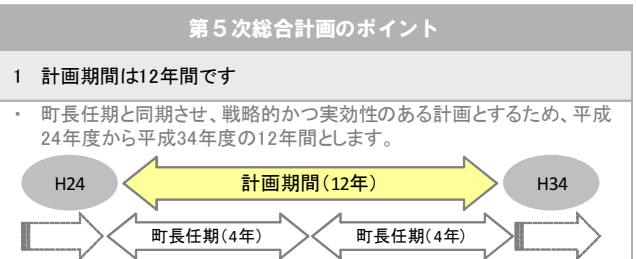 第５次総合計画のポイント
1　計画期間は12年間です
・　町長任期と同期させ、戦略的かつ実効性のある計画とするため、平成
24年度から平成34年度の12年間とします。
H24　計画期間（12年）　H34
町長任期（4年）　町長任期（4年）